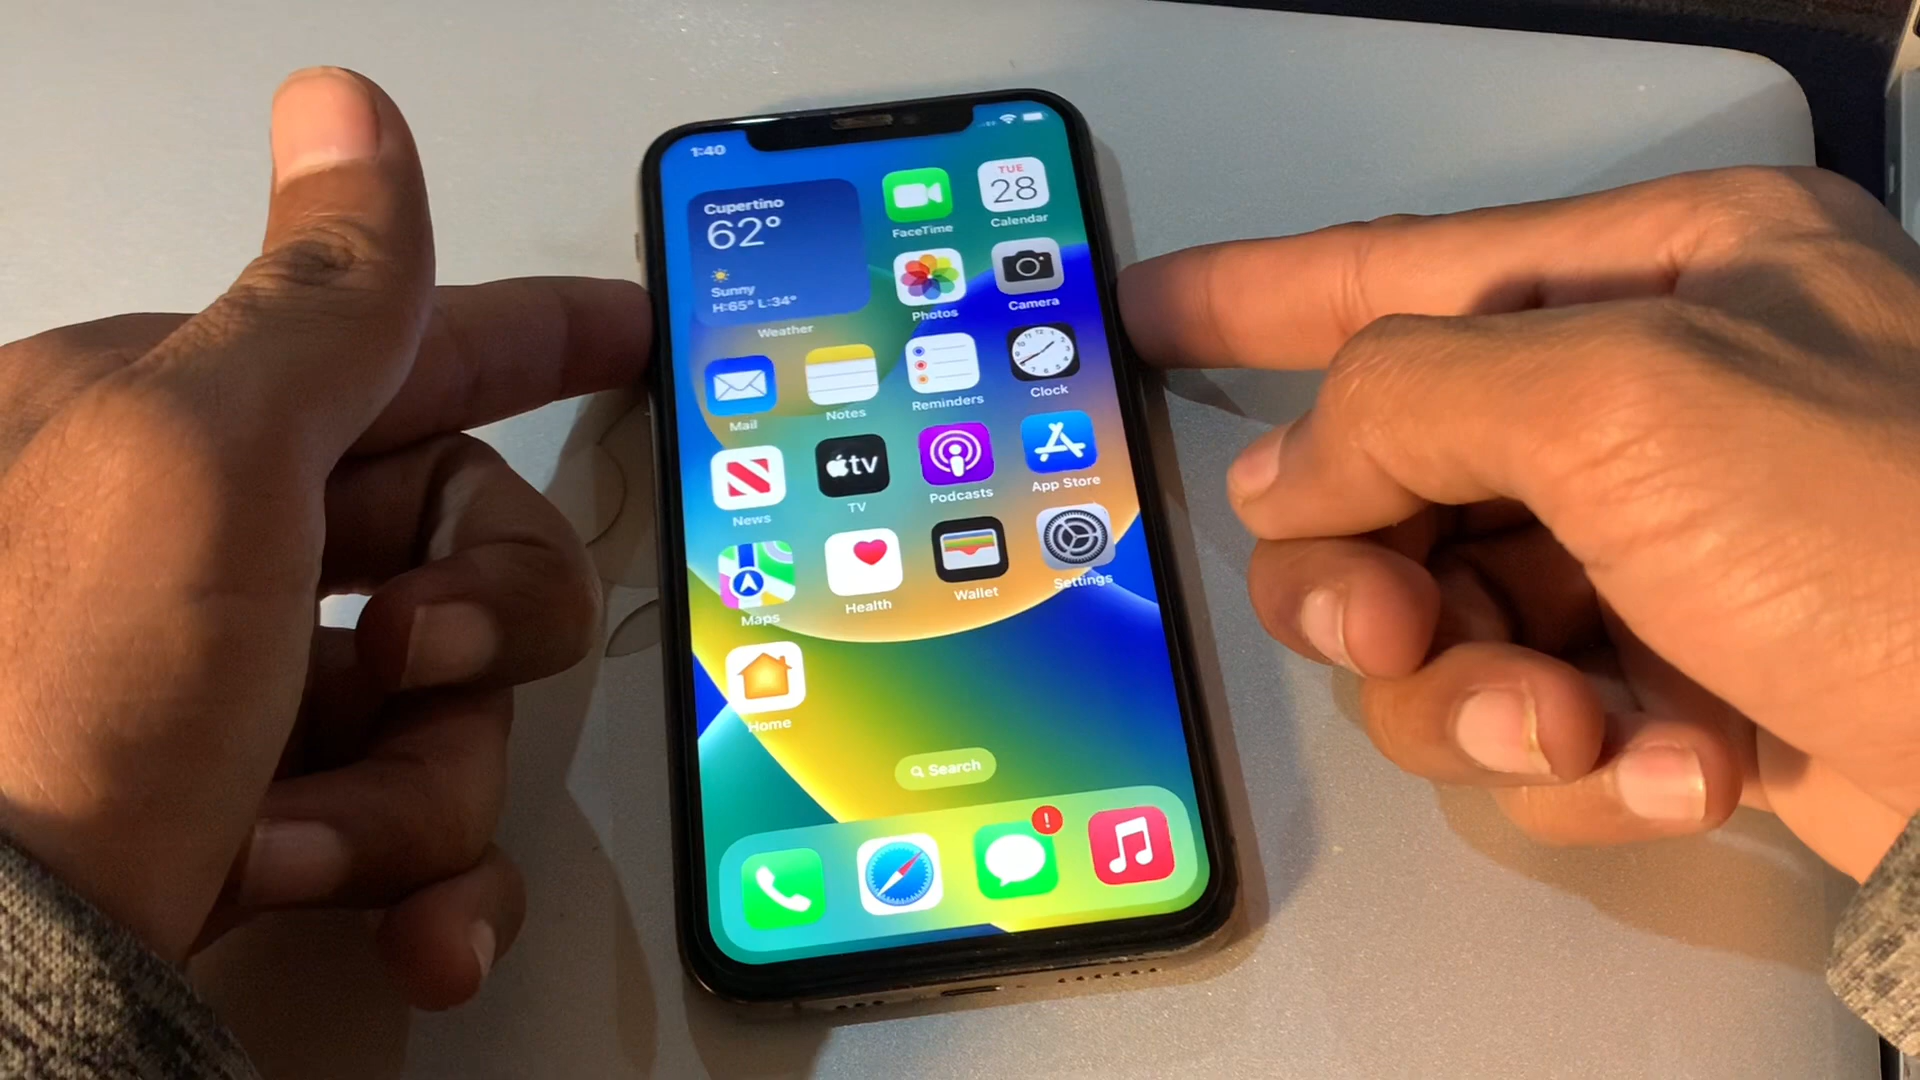 1:40
Cupertino
62°
Sunny
H:65° L:34°
Weather
FaceTime
TUE
28
Calendar
Photos
Camera
Mail
Notes
Reminders
Clock
News
tv
TV
Podcasts
App Store
Maps
Health
Wallet
Settings
Home
Search
!